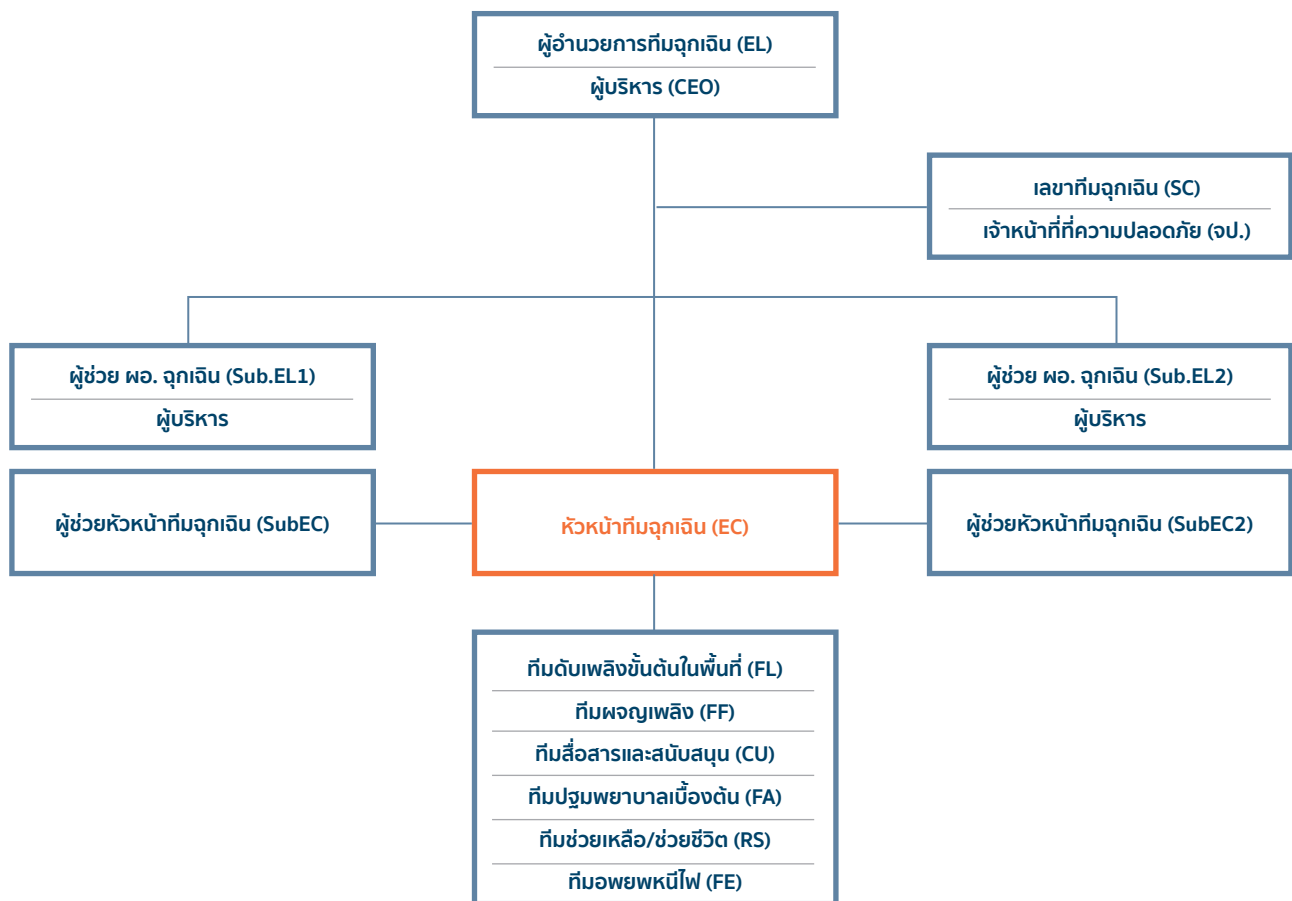 ผู้อำนวยการทีมฉุกเฉิน (EL)
ผู้บริหาร (CEO)
เลขาทีมฉุกเฉิน (SC)
เจ้าหน้าที่ที่ความปลอดภัย (จป.)
ผู้ช่วย ผอ. ฉุกเฉิน (Sub.EL1)
ผู้บริหาร
ผู้ช่วย ผอ. ฉุกเฉิน (Sub.EL2)
ผู้บริหาร
ผู้ช่วยหัวหน้าทีมฉุกเฉิน (SubEC)
หัวหน้าทีมฉุกเฉิน (EC)
ผู้ช่วยหัวหน้าทีมฉุกเฉิน (SubEC2)
ทีมดับเพลิงขั้นต้นในพื้นที่ (FL)
ทีมผจญเพลิง (FF)
ทีมสื่อสารและสนับสนุน (CU)
ทีมปฐมพยาบาลเบื้องต้น (FA)
ทีมช่วยเหลือ/ช่วยชีวิต (RS)
ทีมอพยพหนีไฟ (FE)